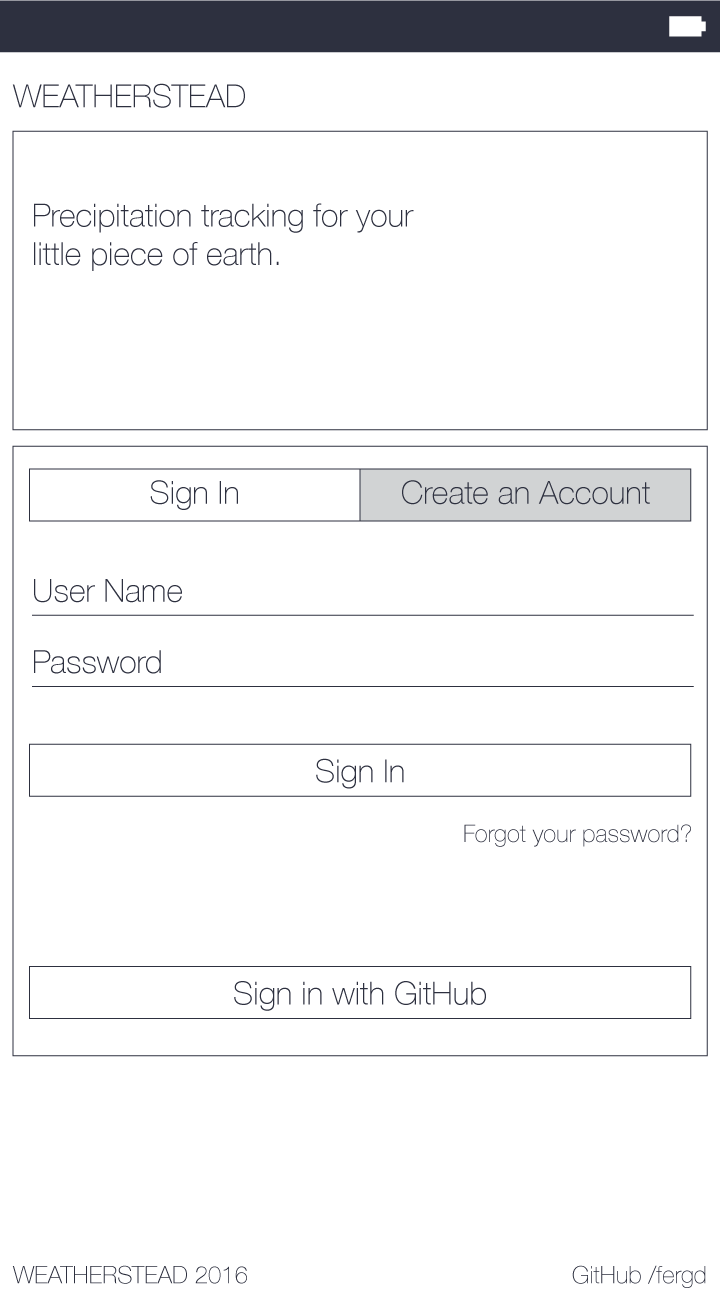 WEATHERSTEAD
Precipitation tracking for your
little piece of earth.
Sign In
Create an Account
User Name
Password
Sign In
Forgot your password?
Sign in with GitHub
WEATHERSTEAD 2016
GitHub /fergd